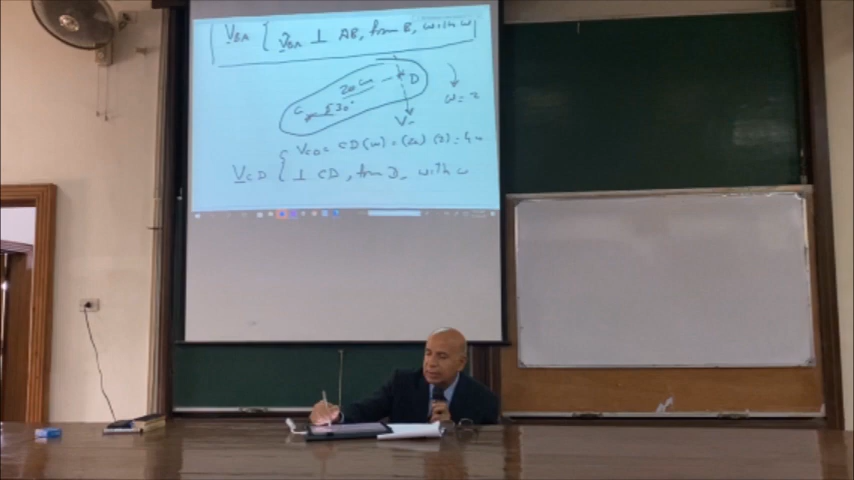 V_BA { V_BA ⊥ AB, from B, with ω
20 cm
D
C 30°
ω = 2
V
V_CD = CD (ω) = (20) (2) = 40
V_CD { ⊥ CD, from D, with ω